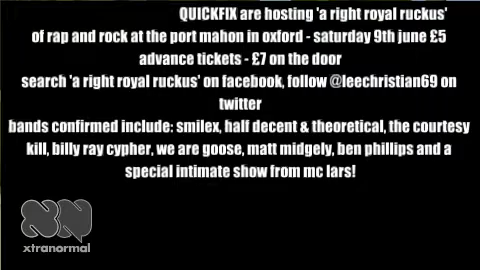 QUICKFIX are hosting 'a right royal ruckus'
of rap and rock at the port mahon in oxford - saturday 9th june £5
advance tickets - £7 on the door
search 'a right royal ruckus' on facebook, follow @leechristian69 on
twitter
bands confirmed include: smilex, half decent & theoretical, the courtesy
kill, billy ray cypher, we are goose, matt midgely, ben phillips and a
special intimate show from mc lars!
xtranormal